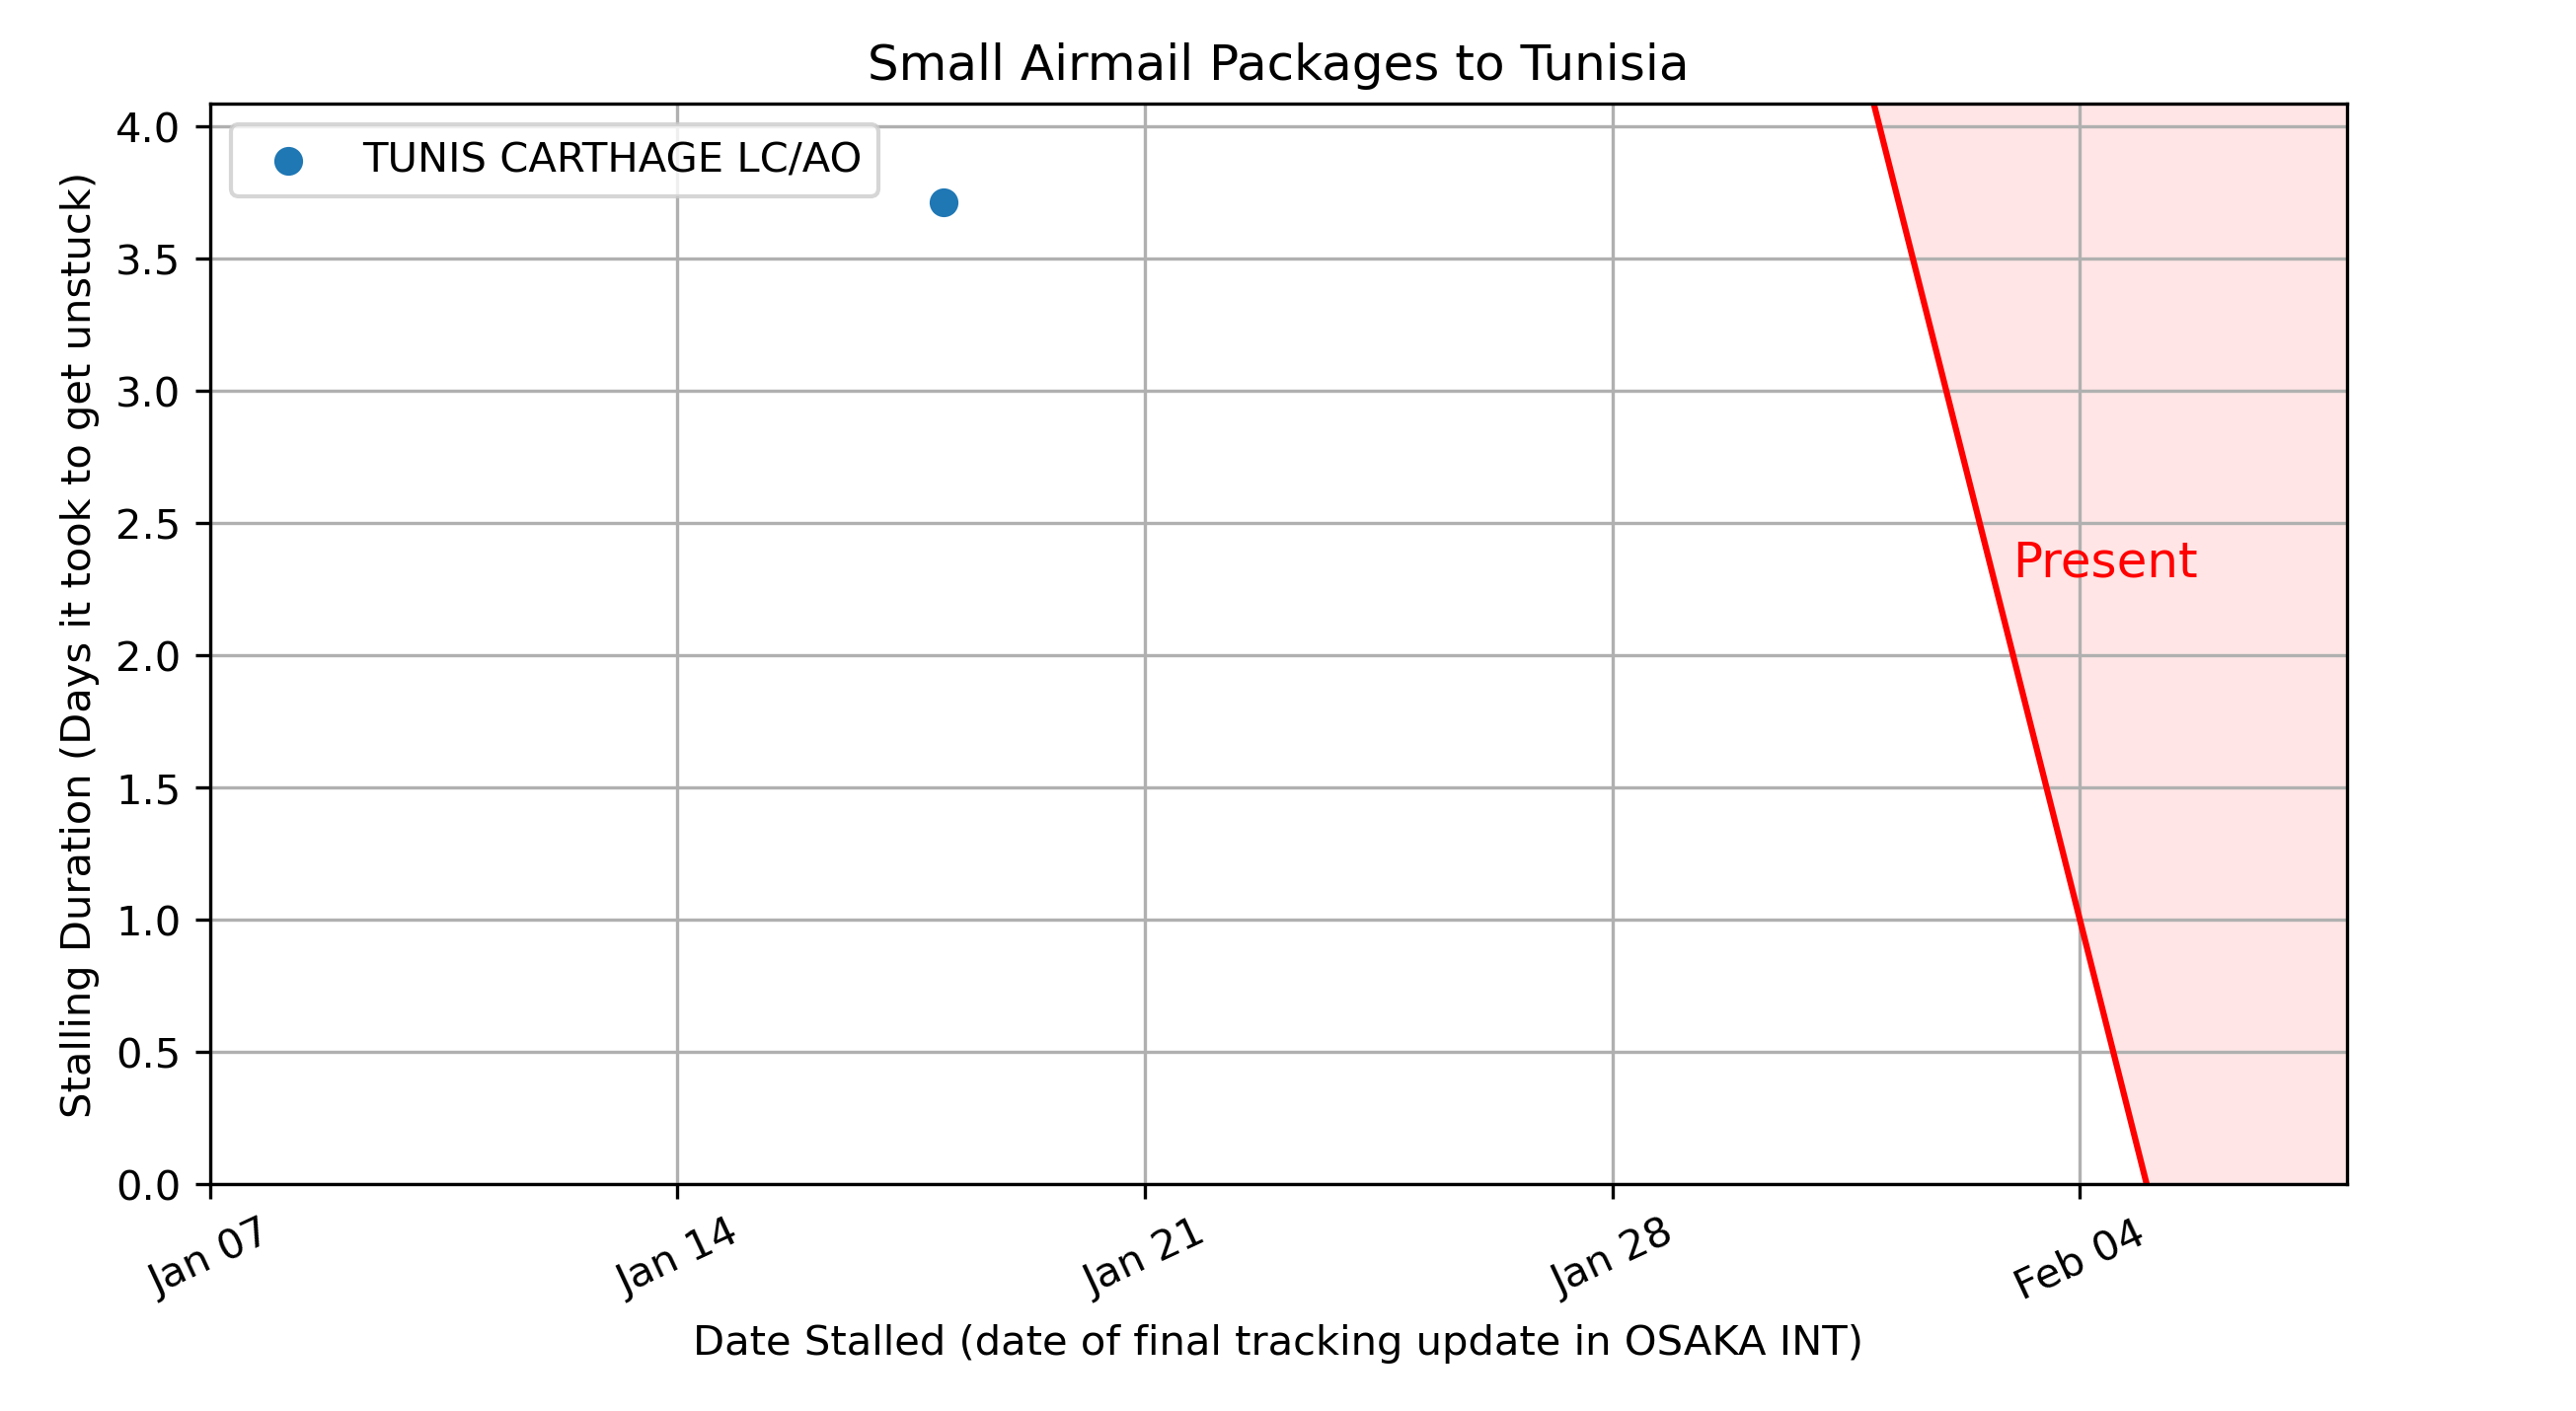 Small Airmail Packages to Tunisia
TUNIS CARTHAGE LC/AO
Stalling Duration (Days it took to get unstuck)
4.0
3.5
3.0
2.5
2.0
1.5
1.0
0.5
0.0
Present
Jan 07
Jan 14
Jan 21
Jan 28
Feb 04
Date Stalled (date of final tracking update in OSAKA INT)